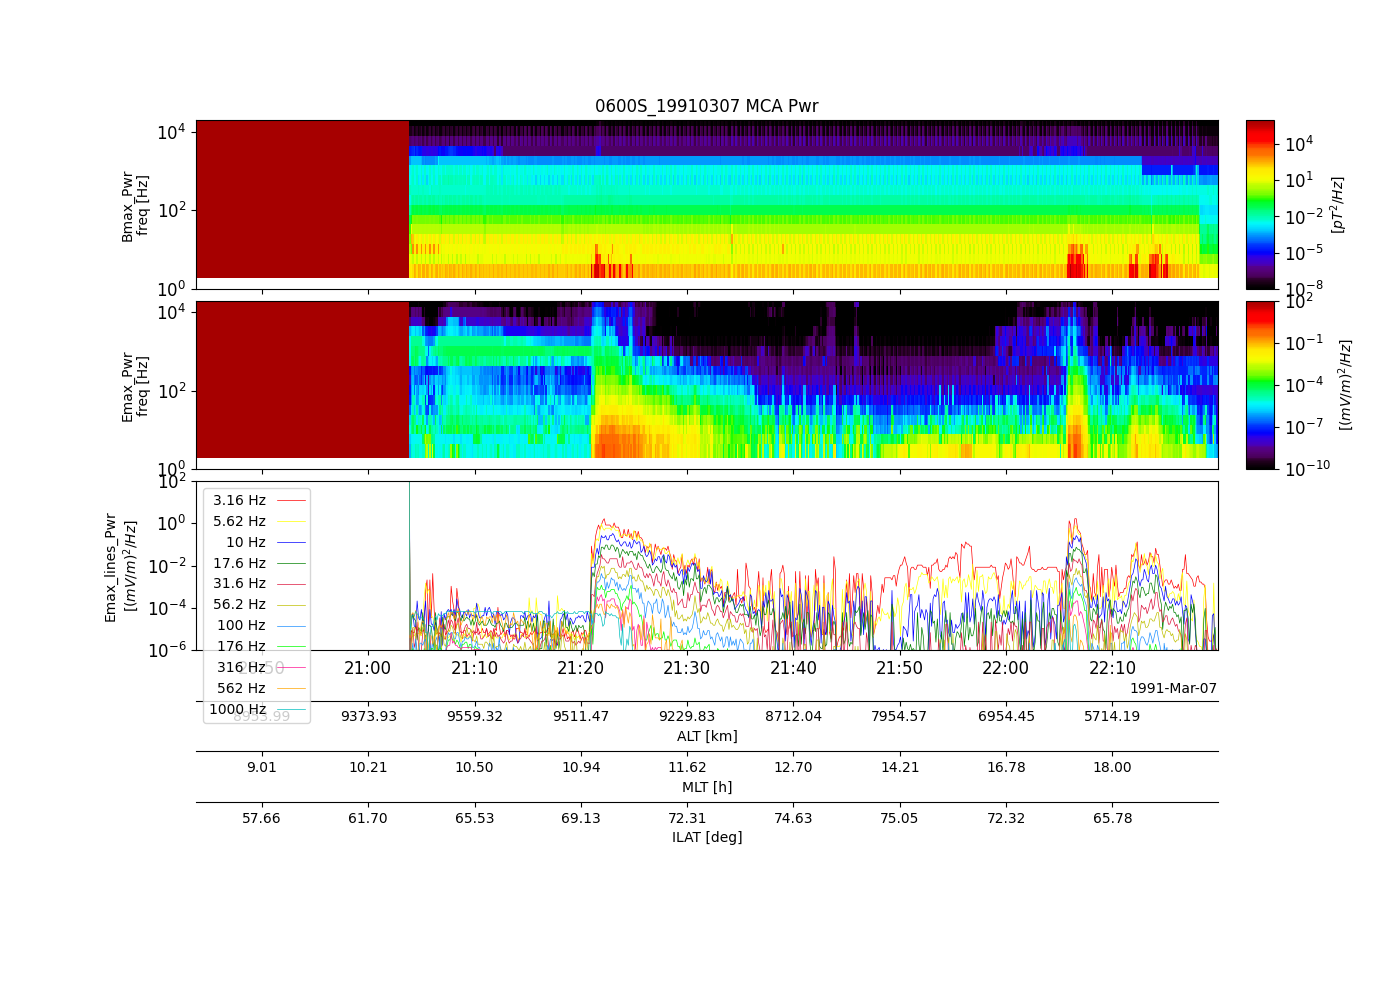 0600S_19910307 MCA Pwr
10^4
10^2
10^0
Bmax_Pwr
freq [Hz]
10^4
10^1
10^-2
10^-5
10^-8
[pT^2/Hz]
10^4
10^2
10^0
Emax_Pwr
freq [Hz]
10^2
10^-1
10^-4
10^-7
10^-10
[(mV/m)^2/Hz]
10^2
10^0
10^-2
10^-4
10^-6
Emax_lines_Pwr
[(mV/m)^2/Hz]
3.16 Hz
5.62 Hz
10 Hz
17.6 Hz
31.6 Hz
56.2 Hz
100 Hz
176 Hz
316 Hz
562 Hz
1000 Hz
20:50 21:00 21:10 21:20 21:30 21:40 21:50 22:00 22:10
1991-Mar-07
8953.99 9373.93 9559.32 9511.47 9229.83 8712.04 7954.57 6954.45 5714.19
ALT [km]
9.01 10.21 10.50 10.94 11.62 12.70 14.21 16.78 18.00
MLT [h]
57.66 61.70 65.53 69.13 72.31 74.63 75.05 72.32 65.78
ILAT [deg]